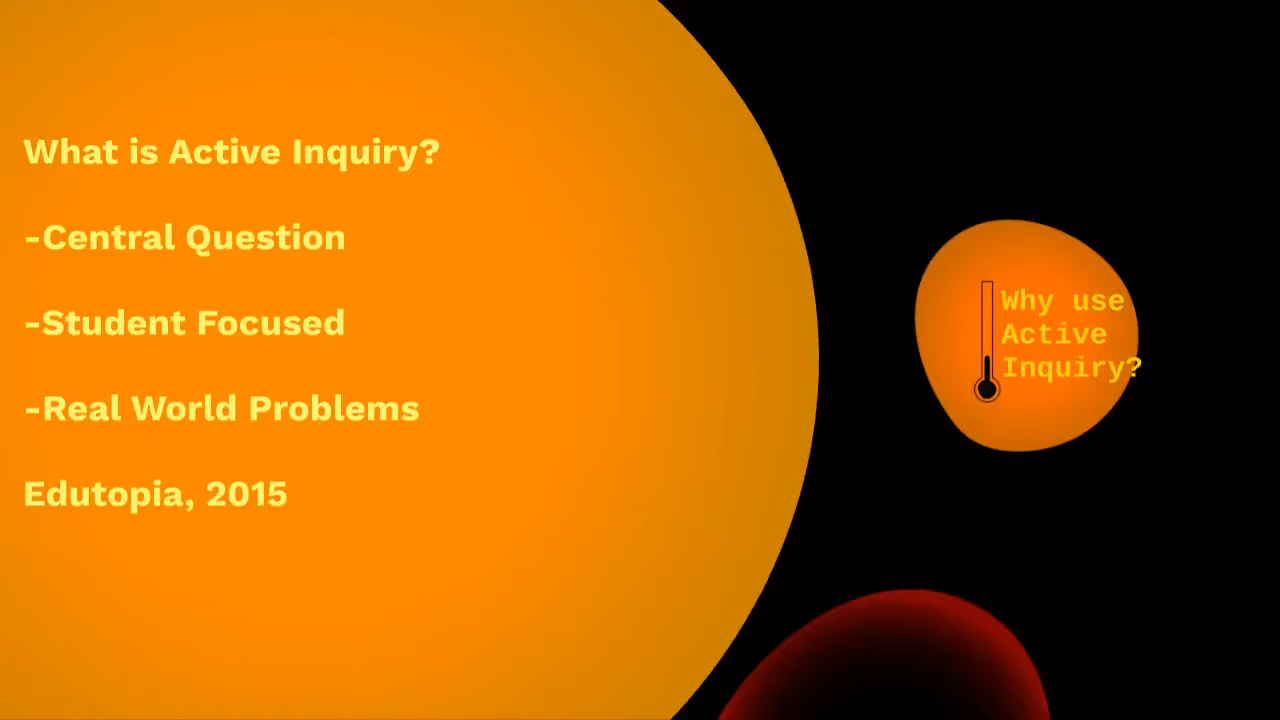 What is Active Inquiry?
-Central Question
-Student Focused
-Real World Problems
Edutopia, 2015
Why use
Active
Inquiry?